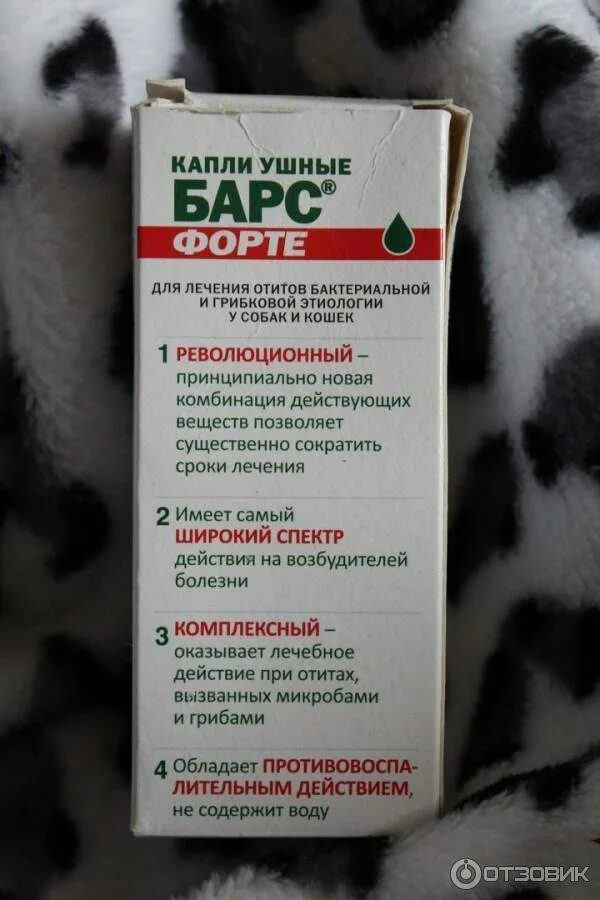 КАПЛИ УШНЫЕ
БАРС®
ФОРТЕ
ДЛЯ ЛЕЧЕНИЯ ОТИТОВ БАКТЕРИАЛЬНОЙ
И ГРИБКОВОЙ ЭТИОЛОГИИ
У СОБАК И КОШЕК
1 РЕВОЛЮЦИОННЫЙ –
принципиально новая
комбинация действующих
веществ позволяет
существенно сократить
сроки лечения
2 Имеет самый
ШИРОКИЙ СПЕКТР
действия на возбудителей
болезни
3 КОМПЛЕКСНЫЙ –
оказывает лечебное
действие при отитах,
вызванных микробами
и грибами
4 Обладает ПРОТИВОВОСПА-
ЛИТЕЛЬНЫМ ДЕЙСТВИЕМ,
не содержит воду
ОТЗОВИК